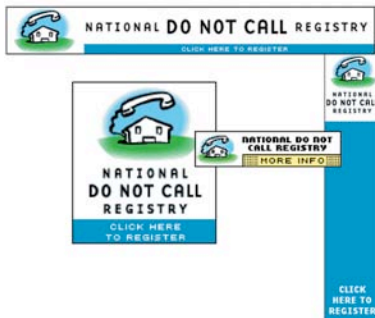 NATIONAL DO NOT CALL REGISTRY
CLICK HERE TO REGISTER
NATIONAL
DO NOT CALL
REGISTRY
CLICK HERE
TO REGISTER
NATIONAL DO NOT
CALL REGISTRY
MORE INFO
NATIONAL
DO NOT CAL
REGISTRY
CLICK
HERE TO
REGISTER